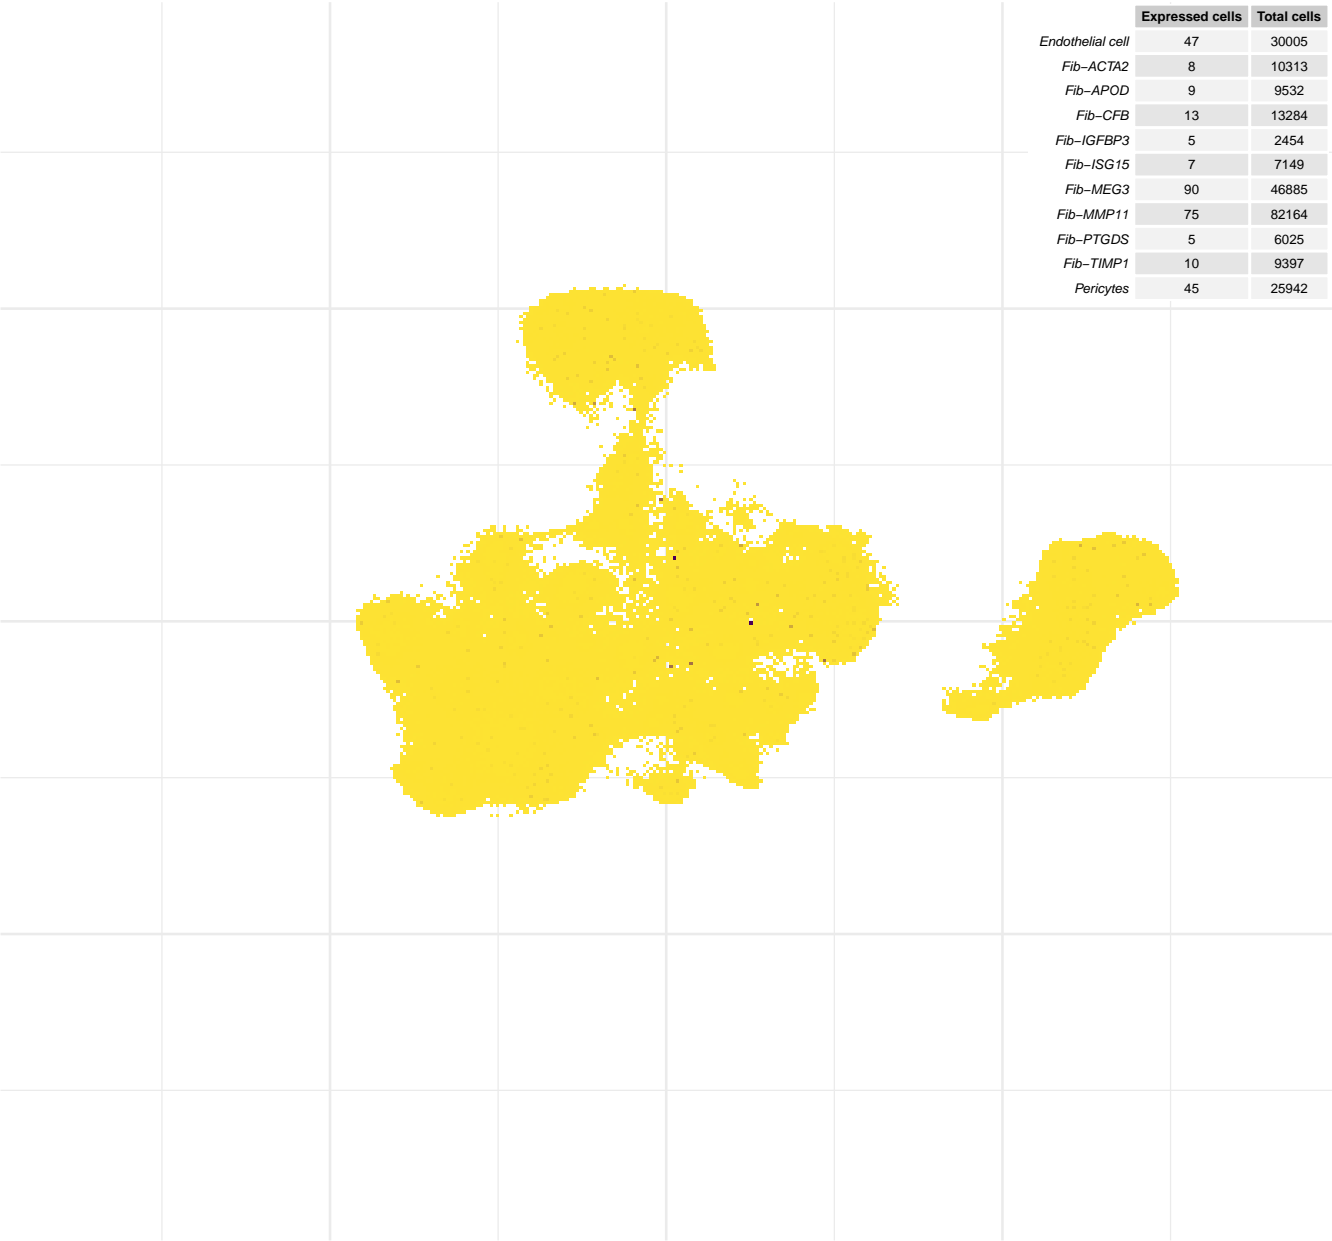 Expressed cells Total cells
Endothelial cell 47 30005
Fib−ACTA2 8 10313
Fib−APOD 9 9532
Fib−CFB 13 13284
Fib−IGFBP3 5 2454
Fib−ISG15 7 7149
Fib−MEG3 90 46885
Fib−MMP11 75 82164
Fib−PTGDS 5 6025
Fib−TIMP1 10 9397
Pericytes 45 25942